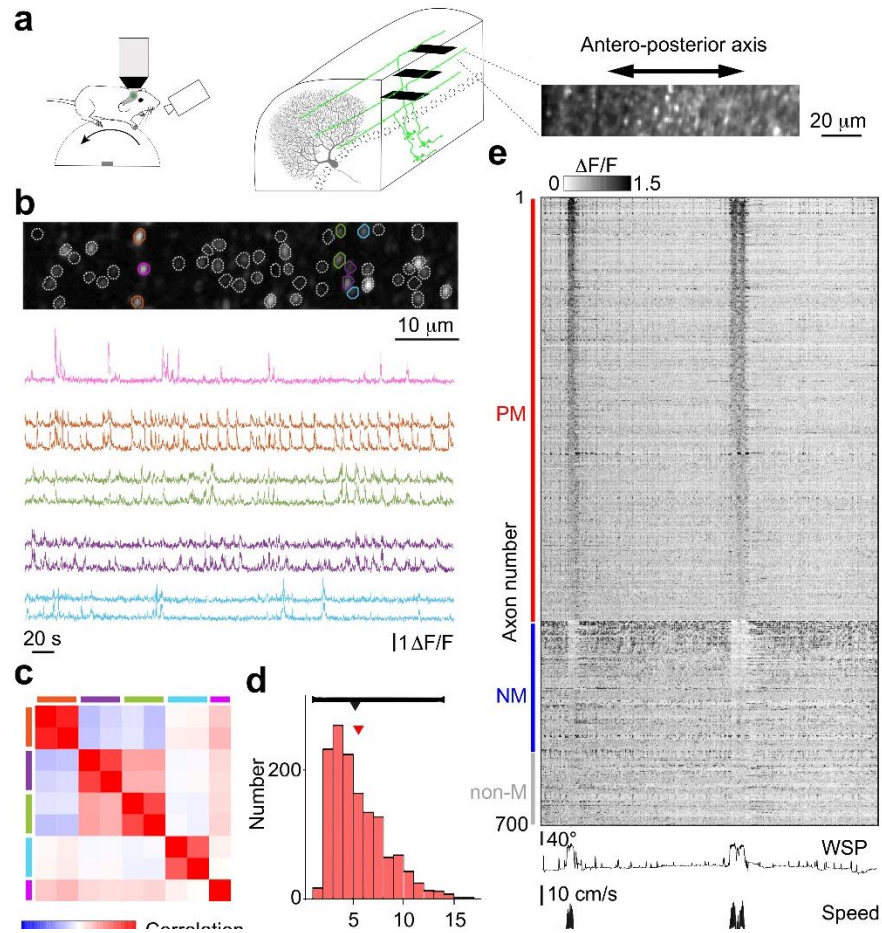 a
Antero-posterior axis
20 μm
b
10 μm
20 s
1 ΔF/F
c
d
Number
200
0
5
10
15
e
ΔF/F
0
1.5
1
PM
Axon number
NM
non-M
700
40°
WSP
10 cm/s
Speed